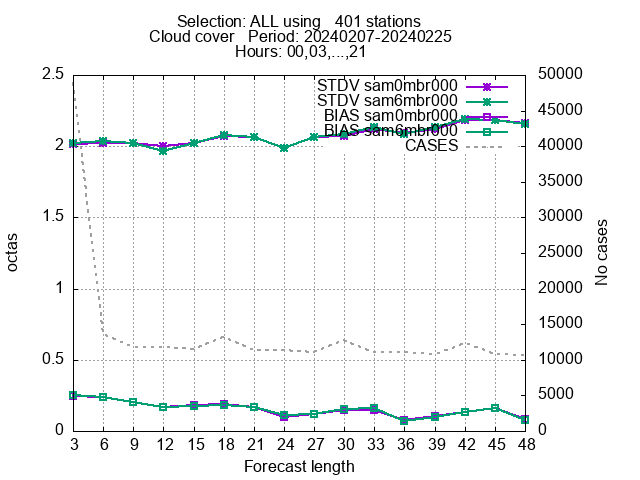 Selection: ALL using   401 stations
Cloud cover   Period: 20240207-20240225
Hours: 00,03,...,21
2.5
2
1.5
1
0.5
0
octas
STDV sam0mbr000
STDV sam6mbr000
BIAS sam0mbr000
BIAS sam6mbr000
CASES
50000
45000
40000
35000
30000
25000
20000
15000
10000
5000
0
No cases
3 6 9 12 15 18 21 24 27 30 33 36 39 42 45 48
Forecast length